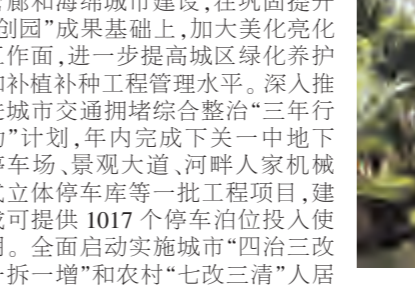 廊和海绵城市建设,在巩固提升
创园”成果基础上,加大美化亮化
工作面,进一步提高城区绿化养护
和补植补种工程管理水平。深入推
进城市交通拥堵综合整治“三年行
动”计划,年内完成下关一中地下
停车场、景观大道、河畔人家机械
式立体停车库等一批工程项目,建
成可提供 1017 个停车泊位投入使
用。全面启动实施城市“四治三改
一拆一增”和农村“七改三清”人居